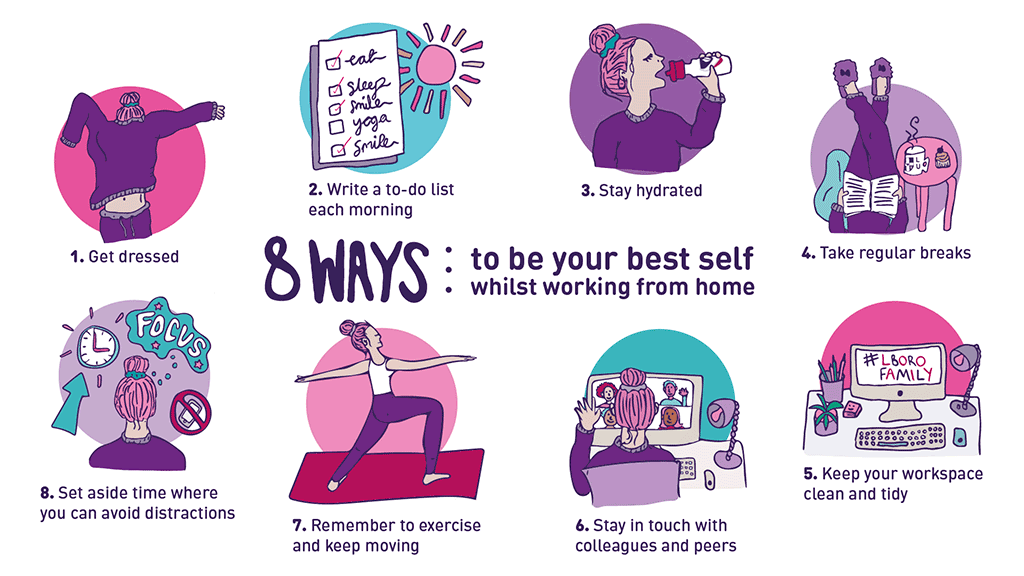 8 WAYS:
to be your best self
whilst working from home
1. Get dressed
eat
sleep
smile
yoga
smile
2. Write a to-do list
each morning
3. Stay hydrated
4. Take regular breaks
#LBORO
FAMILY
5. Keep your workspace
clean and tidy
6. Stay in touch with
colleagues and peers
7. Remember to exercise
and keep moving
FOCUS
8. Set aside time where
you can avoid distractions